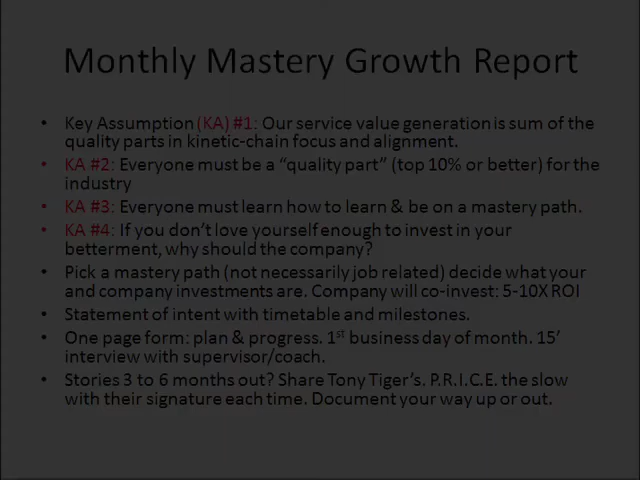 Monthly Mastery Growth Report
• Key Assumption (KA) #1: Our service value generation is sum of the
quality parts in kinetic-chain focus and alignment.
• KA #2: Everyone must be a “quality part” (top 10% or better) for the
industry
• KA #3: Everyone must learn how to learn & be on a mastery path.
• KA #4: If you don’t love yourself enough to invest in your
betterment, why should the company?
• Pick a mastery path (not necessarily job related) decide what your
and company investments are. Company will co-invest: 5-10X ROI
• Statement of intent with timetable and milestones.
• One page form: plan & progress. 1st business day of month. 15’
interview with supervisor/coach.
• Stories 3 to 6 months out? Share Tony Tiger’s. P.R.I.C.E. the slow
with their signature each time. Document your way up or out.